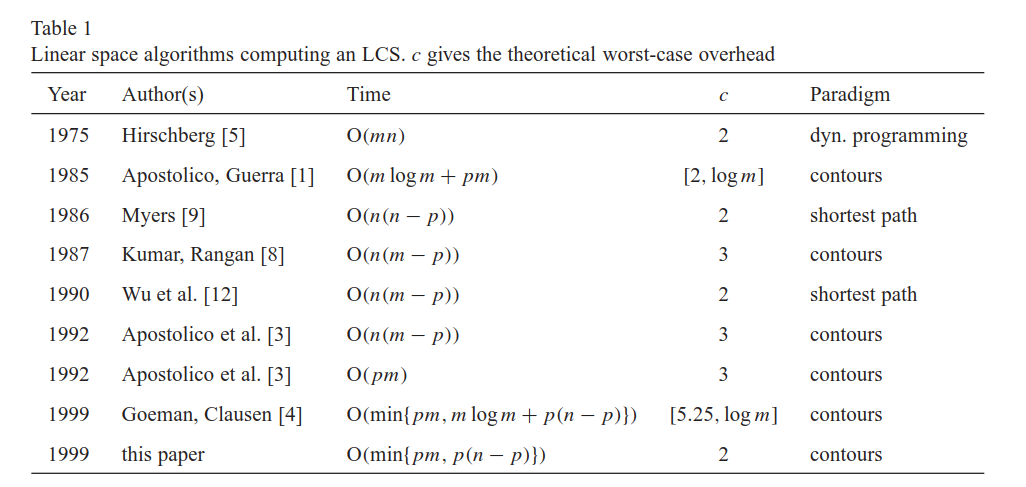 Table 1
Linear space algorithms computing an LCS. c gives the theoretical worst-case overhead
Year Author(s) Time c Paradigm
1975 Hirschberg [5] O(mn) 2 dyn. programming
1985 Apostolico, Guerra [1] O(m log m + pm) [2, log m] contours
1986 Myers [9] O(n(n − p)) 2 shortest path
1987 Kumar, Rangan [8] O(n(m − p)) 3 contours
1990 Wu et al. [12] O(n(m − p)) 2 shortest path
1992 Apostolico et al. [3] O(n(m − p)) 3 contours
1992 Apostolico et al. [3] O(pm) 3 contours
1999 Goeman, Clausen [4] O(min{pm, m log m + p(n − p)}) [5.25, log m] contours
1999 this paper O(min{pm, p(n − p)}) 2 contours